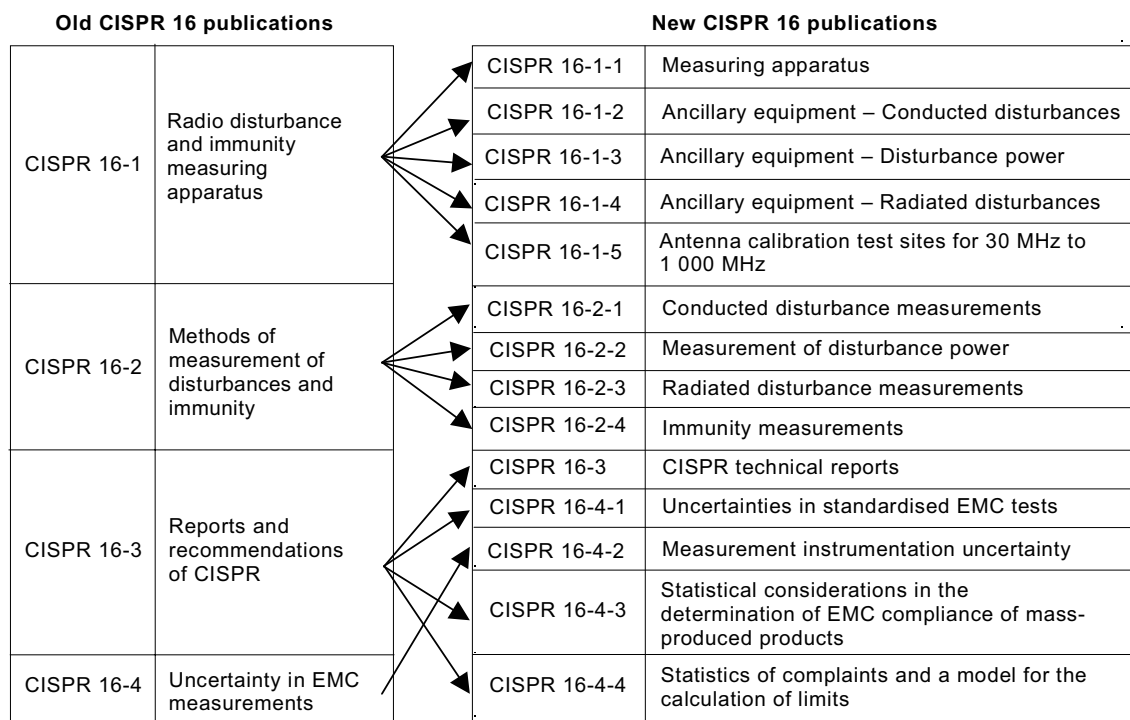 Old CISPR 16 publications
New CISPR 16 publications
CISPR 16-1
Radio disturbance
and immunity
measuring
apparatus
CISPR 16-2
Methods of
measurement of
disturbances and
immunity
CISPR 16-3
Reports and
recommendations
of CISPR
CISPR 16-4
Uncertainty in EMC
measurements
CISPR 16-1-1
Measuring apparatus
CISPR 16-1-2
Ancillary equipment – Conducted disturbances
CISPR 16-1-3
Ancillary equipment – Disturbance power
CISPR 16-1-4
Ancillary equipment – Radiated disturbances
CISPR 16-1-5
Antenna calibration test sites for 30 MHz to
1 000 MHz
CISPR 16-2-1
Conducted disturbance measurements
CISPR 16-2-2
Measurement of disturbance power
CISPR 16-2-3
Radiated disturbance measurements
CISPR 16-2-4
Immunity measurements
CISPR 16-3
CISPR technical reports
CISPR 16-4-1
Uncertainties in standardised EMC tests
CISPR 16-4-2
Measurement instrumentation uncertainty
CISPR 16-4-3
Statistical considerations in the
determination of EMC compliance of mass-
produced products
CISPR 16-4-4
Statistics of complaints and a model for the
calculation of limits